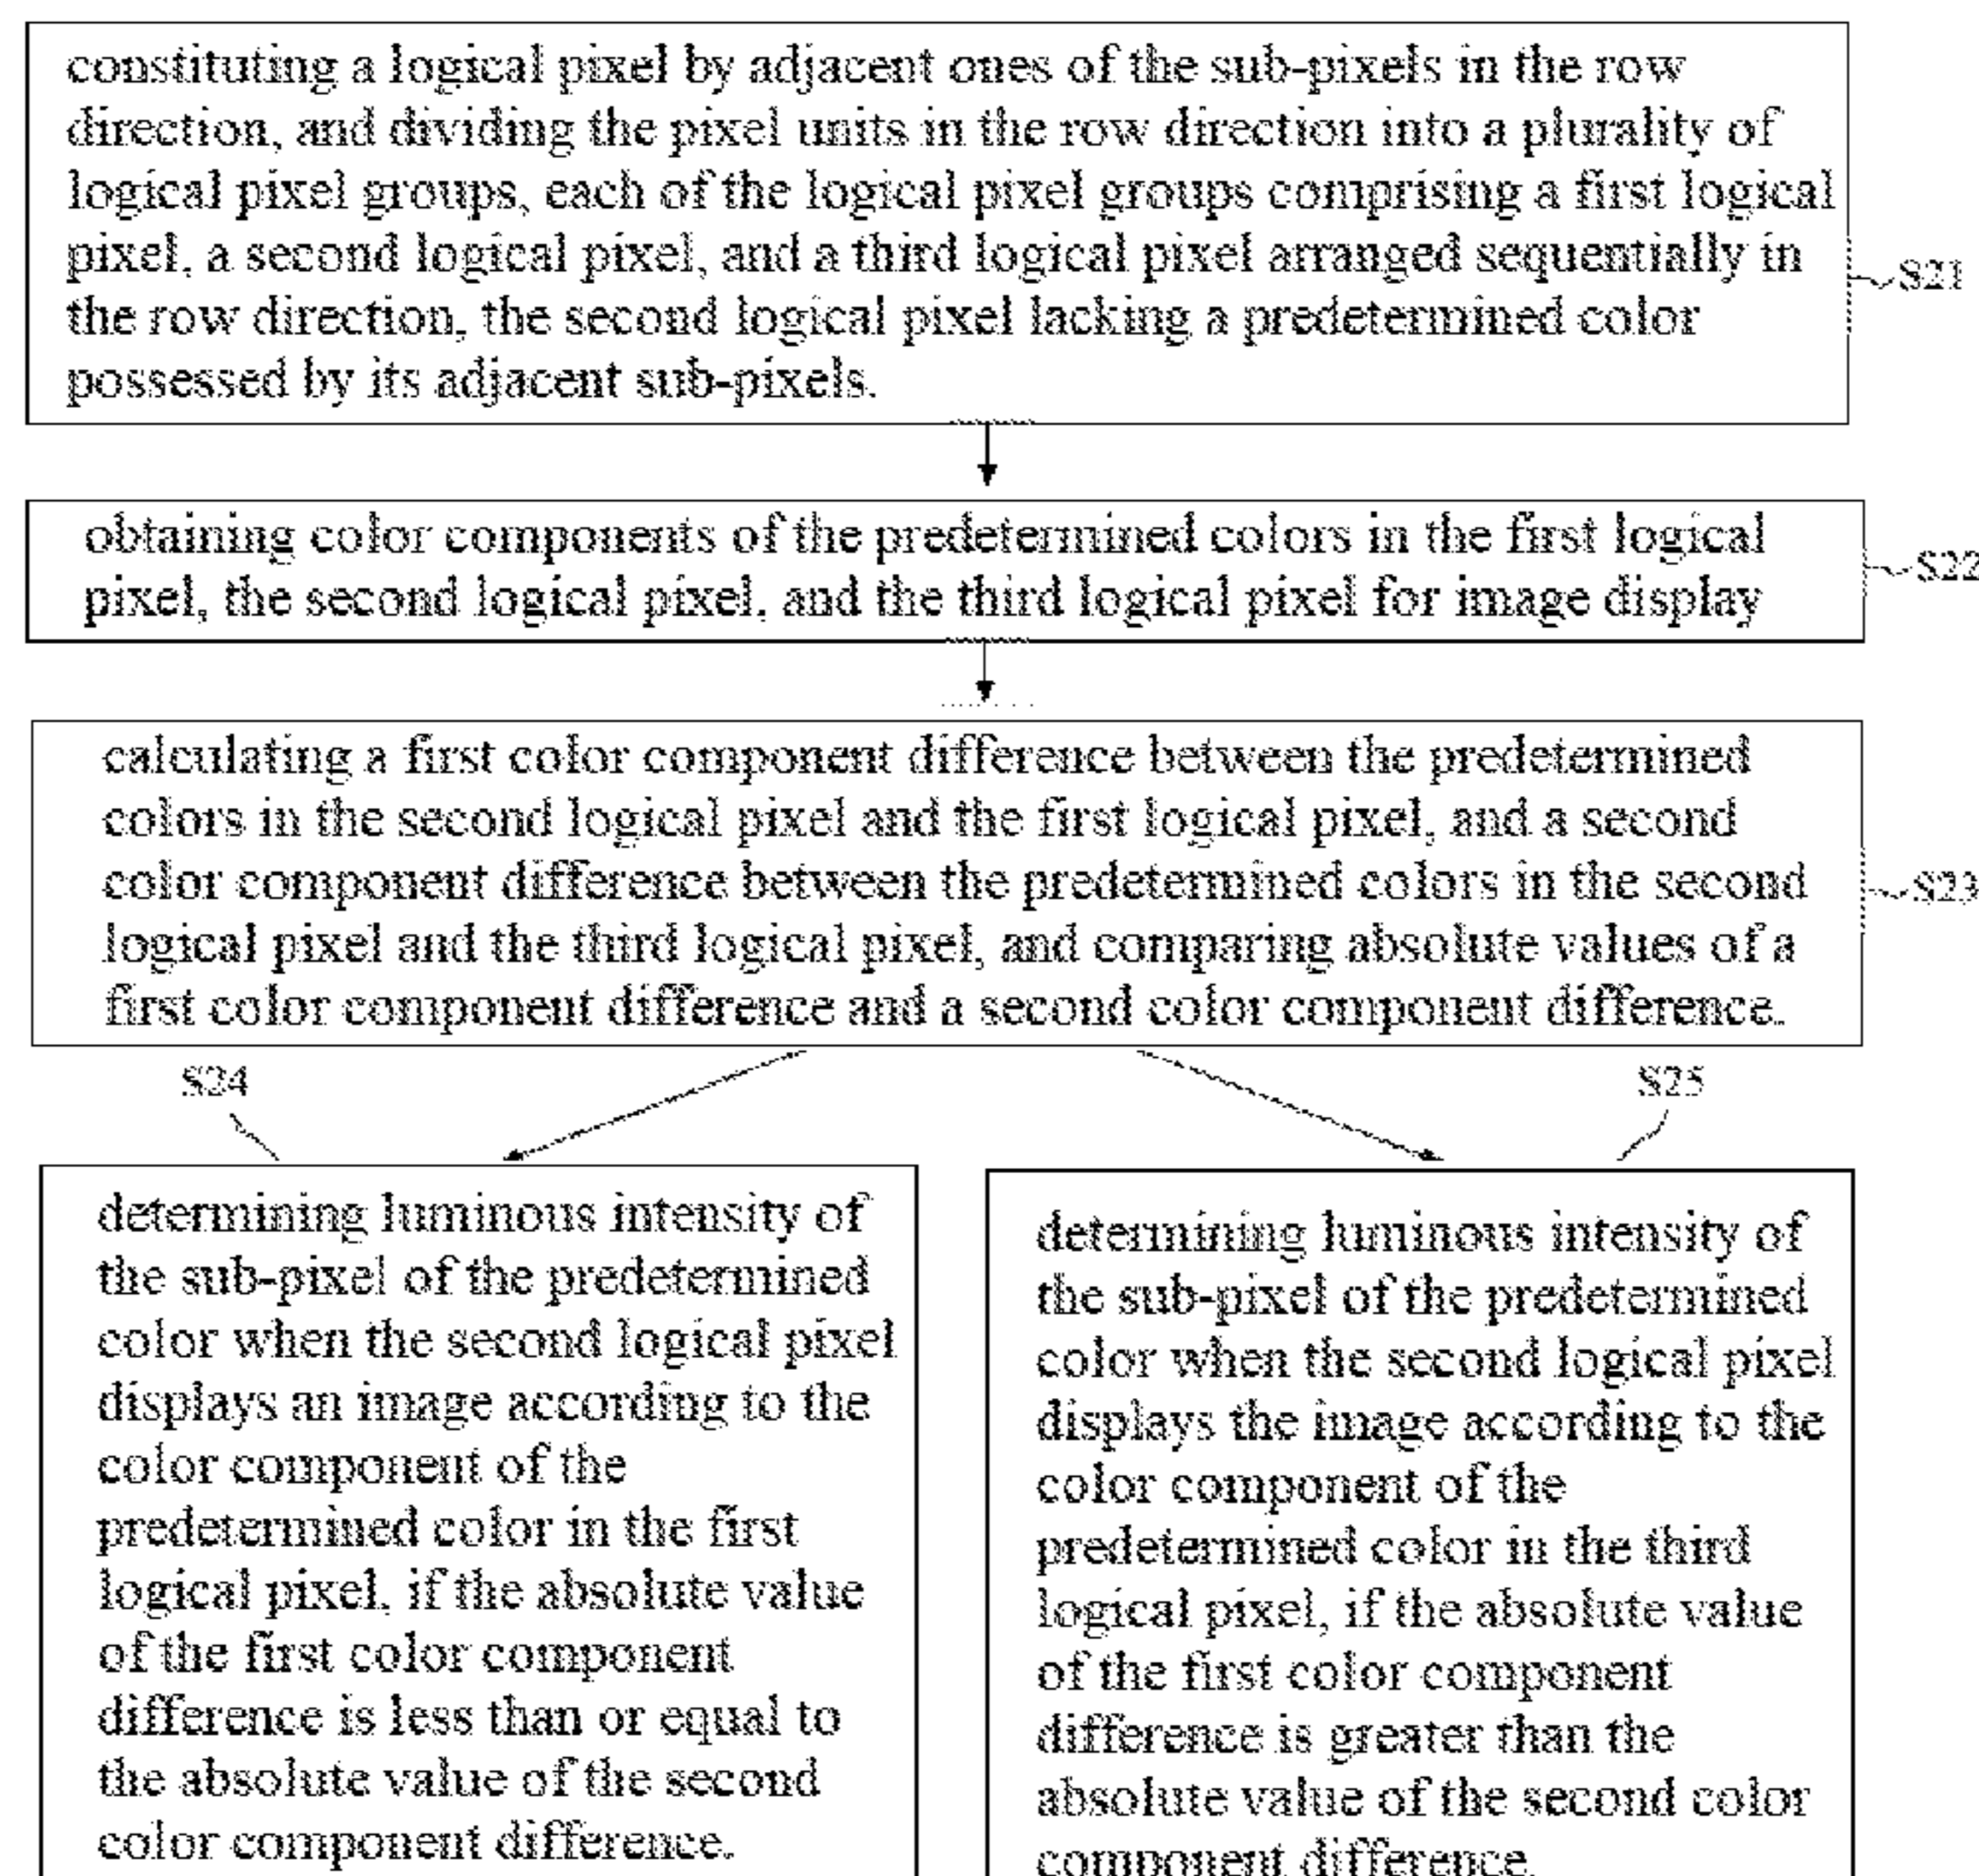 constituting a logical pixel by adjacent ones of the sub-pixels in the row
direction, and dividing the pixel units in the row direction into a plurality of
logical pixel groups, each of the logical pixel groups comprising a first logical
pixel, a second logical pixel, and a third logical pixel arranged sequentially in
the row direction, the second logical pixel lacking a predetermined color
possessed by its adjacent sub-pixels.
S21
obtaining color components of the predetermined colors in the first logical
pixel, the second logical pixel, and the third logical pixel for image display
S22
calculating a first color component difference between the predetermined
colors in the second logical pixel and the first logical pixel, and a second
color component difference between the predetermined colors in the second
logical pixel and the third logical pixel, and comparing absolute values of a
first color component difference and a second color component difference.
S23
S24
determining luminous intensity of
the sub-pixel of the predetermined
color when the second logical pixel
displays an image according to the
color component of the
predetermined color in the first
logical pixel, if the absolute value
of the first color component
difference is less than or equal to
the absolute value of the second
color component difference.
S25
determining luminous intensity of
the sub-pixel of the predetermined
color when the second logical pixel
displays the image according to the
color component of the
predetermined color in the third
logical pixel, if the absolute value
of the first color component
difference is greater than the
absolute value of the second color
component difference.